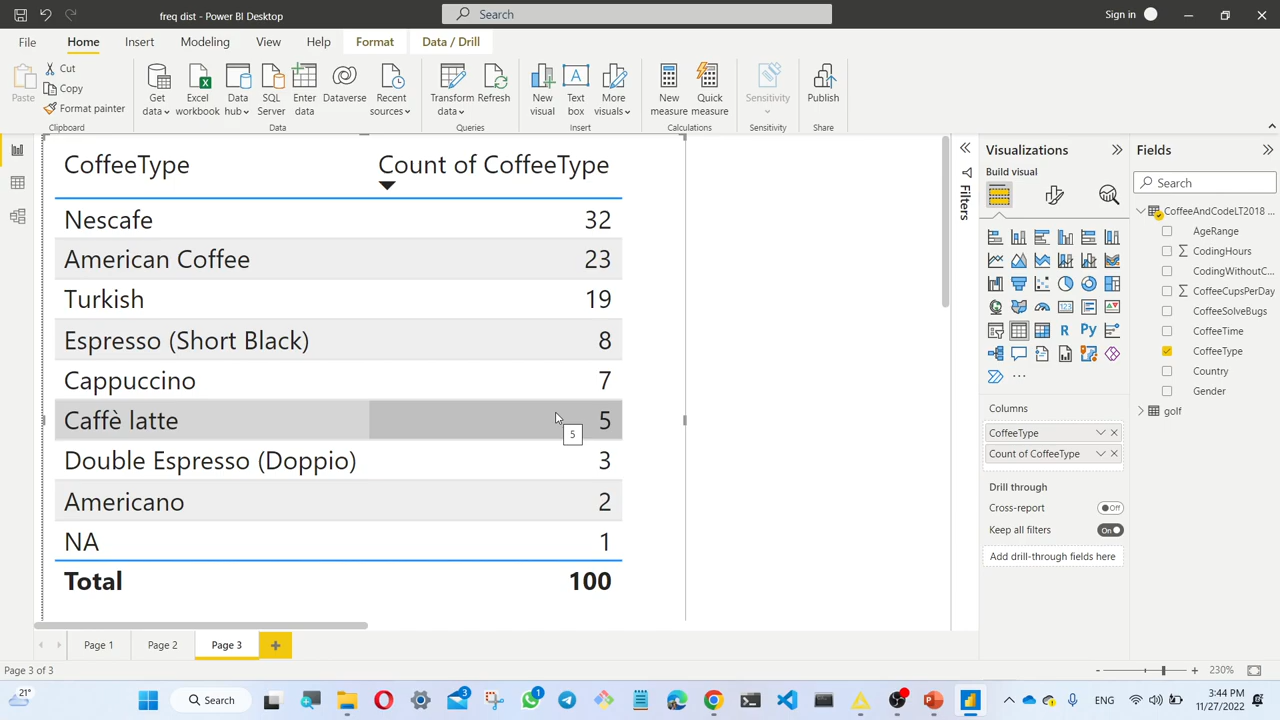 freq dist - Power BI Desktop
Search
Sign in
File
Home
Insert
Modeling
View
Help
Format
Data / Drill
Paste
Cut
Copy
Format painter
Clipboard
Get data
Excel workbook
Data hub
SQL Server
Enter data
Dataverse
Recent sources
Data
Transform data
Refresh
Queries
New visual
Text box
More visuals
Insert
New measure
Quick measure
Calculations
Sensitivity
Sensitivity
Publish
Share
CoffeeType Count of CoffeeType
Nescafe 32
American Coffee 23
Turkish 19
Espresso (Short Black) 8
Cappuccino 7
Caffè latte 5
5
Double Espresso (Doppio) 3
Americano 2
NA 1
Total 100
Filters
Visualizations
Build visual
R
Py
Columns
CoffeeType
Count of CoffeeType
Drill through
Cross-report Off
Keep all filters On
Add drill-through fields here
Fields
Search
CoffeeAndCodeLT2018 ...
AgeRange
CodingHours
CodingWithoutC...
CoffeeCupsPerDay
CoffeeSolveBugs
CoffeeTime
CoffeeType
Country
Gender
golf
Page 1
Page 2
Page 3
Page 3 of 3
230%
21°
Search
3
1
ENG
3:44 PM
11/27/2022